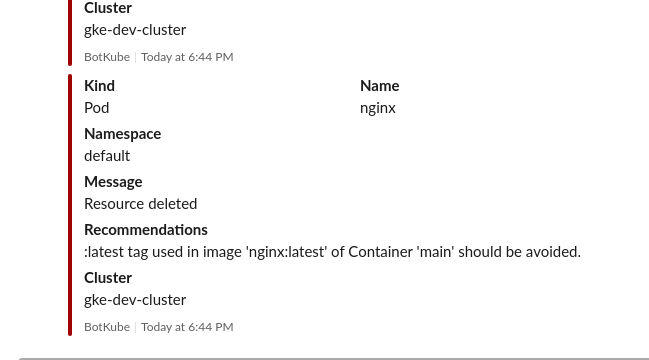 Cluster
gke-dev-cluster
BotKube | Today at 6:44 PM
Kind Name
Pod nginx
Namespace
default
Message
Resource deleted
Recommendations
:latest tag used in image 'nginx:latest' of Container 'main' should be avoided.
Cluster
gke-dev-cluster
BotKube | Today at 6:44 PM